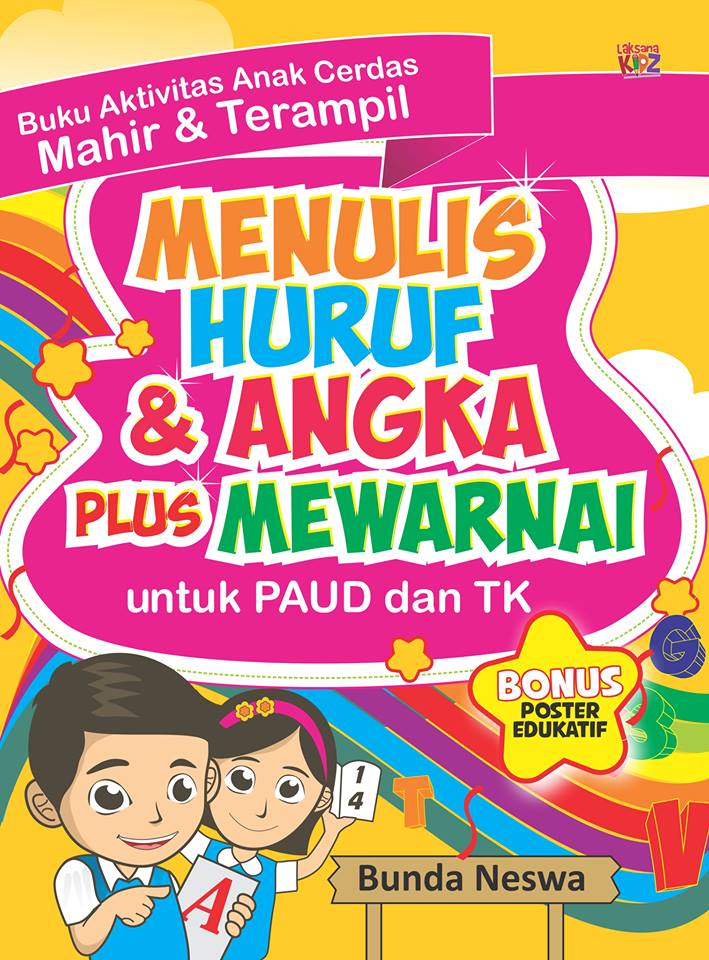 Laksana
KIDZ
Buku Aktivitas Anak Cerdas
Mahir & Terampil
MENULIS
HURUF
& ANGKA
PLUS MEWARNAI
untuk PAUD dan TK
BONUS
POSTER
EDUKATIF
G
3
T
V
1
4
A
Bunda Neswa